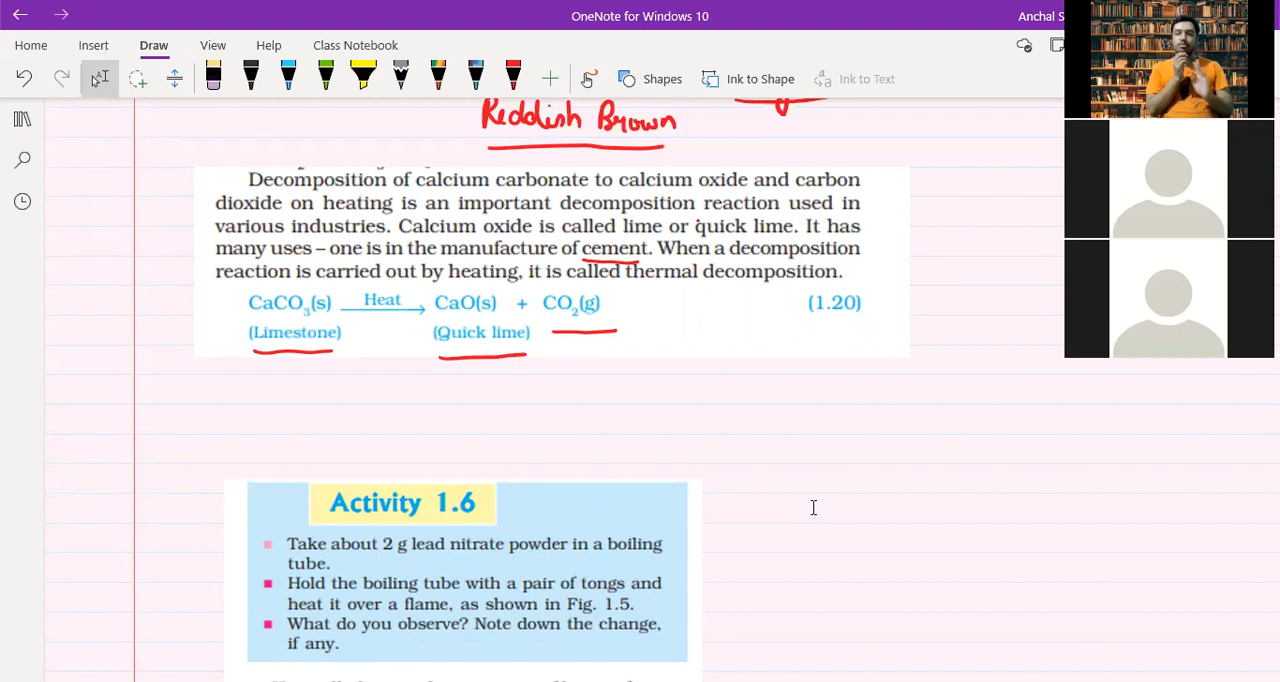 OneNote for Windows 10
Anchal S
Home Insert Draw View Help Class Notebook
Shapes Ink to Shape Ink to Text
Reddish Brown
Decomposition of calcium carbonate to calcium oxide and carbon
dioxide on heating is an important decomposition reaction used in
various industries. Calcium oxide is called lime or quick lime. It has
many uses – one is in the manufacture of cement. When a decomposition
reaction is carried out by heating, it is called thermal decomposition.
CaCO₃(s) Heat→ CaO(s) + CO₂(g) (1.20)
(Limestone) (Quick lime)
Activity 1.6
Take about 2 g lead nitrate powder in a boiling
tube.
Hold the boiling tube with a pair of tongs and
heat it over a flame, as shown in Fig. 1.5.
What do you observe? Note down the change,
if any.